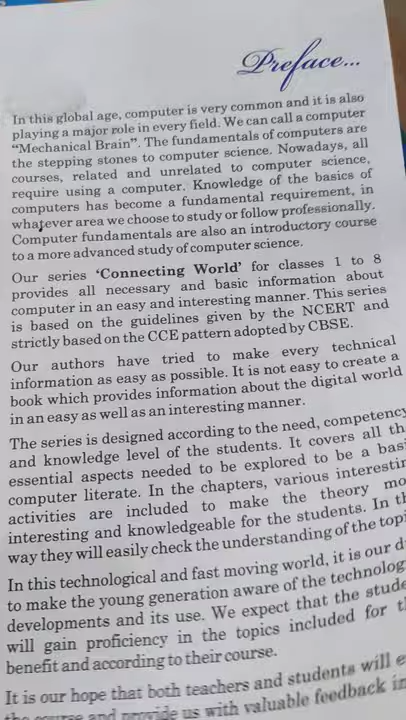 Preface...
In this global age, computer is very common and it is also
playing a major role in every field. We can call a computer
“Mechanical Brain”. The fundamentals of computers are
the stepping stones to computer science. Nowadays, all
courses, related and unrelated to computer science,
require using a computer. Knowledge of the basics of
computers has become a fundamental requirement, in
whatever area we choose to study or follow professionally.
Computer fundamentals are also an introductory course
to a more advanced study of computer science.
Our series ‘Connecting World’ for classes 1 to 8
provides all necessary and basic information about
computer in an easy and interesting manner. This series
is based on the guidelines given by the NCERT and
strictly based on the CCE pattern adopted by CBSE.
Our authors have tried to make every technical
information as easy as possible. It is not easy to create a
book which provides information about the digital world
in an easy as well as an interesting manner.
The series is designed according to the need, competency
and knowledge level of the students. It covers all th
essential aspects needed to be explored to be a basi
computer literate. In the chapters, various interestin
activities are included to make the theory mo
interesting and knowledgeable for the students. In th
way they will easily check the understanding of the topi
In this technological and fast moving world, it is our d
to make the young generation aware of the technolog
developments and its use. We expect that the stude
will gain proficiency in the topics included for t
benefit and according to their course.
It is our hope that both teachers and students will e
the course and provide us with valuable feedback in